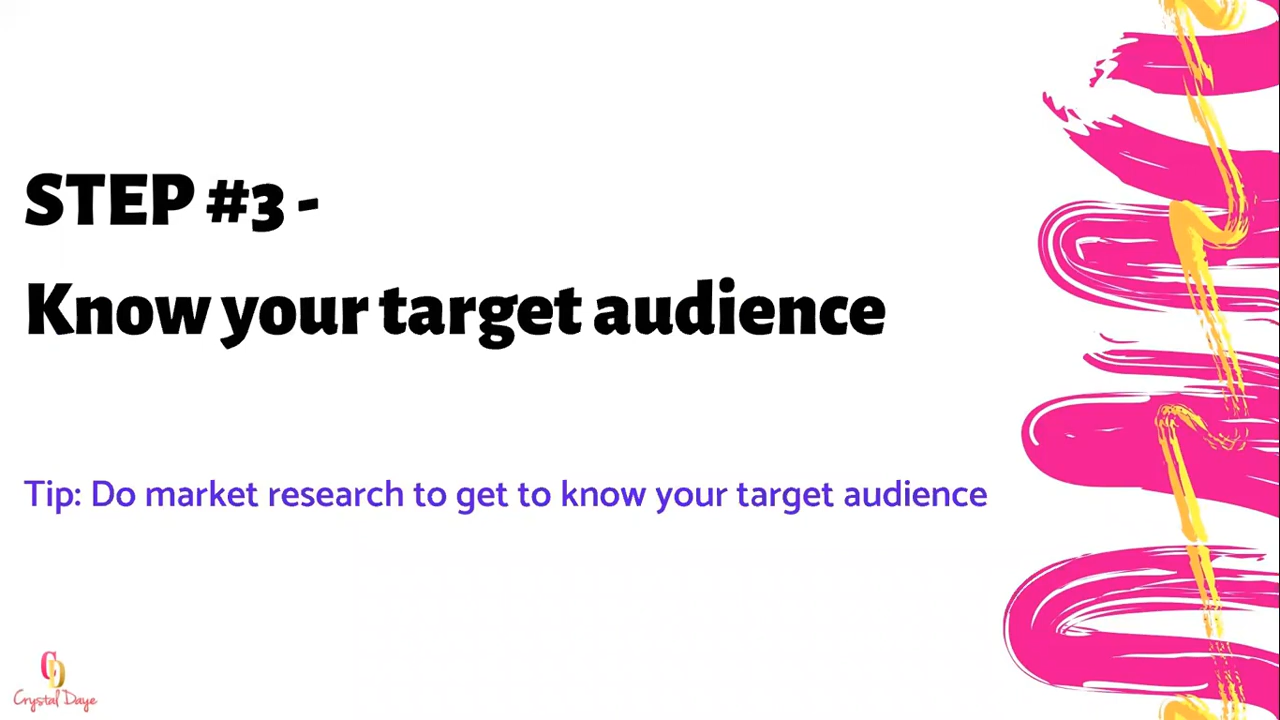 STEP #3 -
Know your target audience
Tip: Do market research to get to know your target audience
CD
Crystal Daye